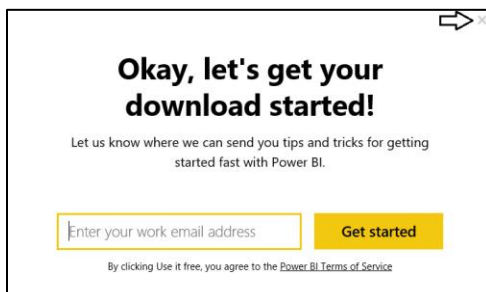 Okay, let's get your
download started!
Let us know where we can send you tips and tricks for getting
started fast with Power BI.
Enter your work email address
Get started
By clicking Use it free, you agree to the Power BI Terms of Service